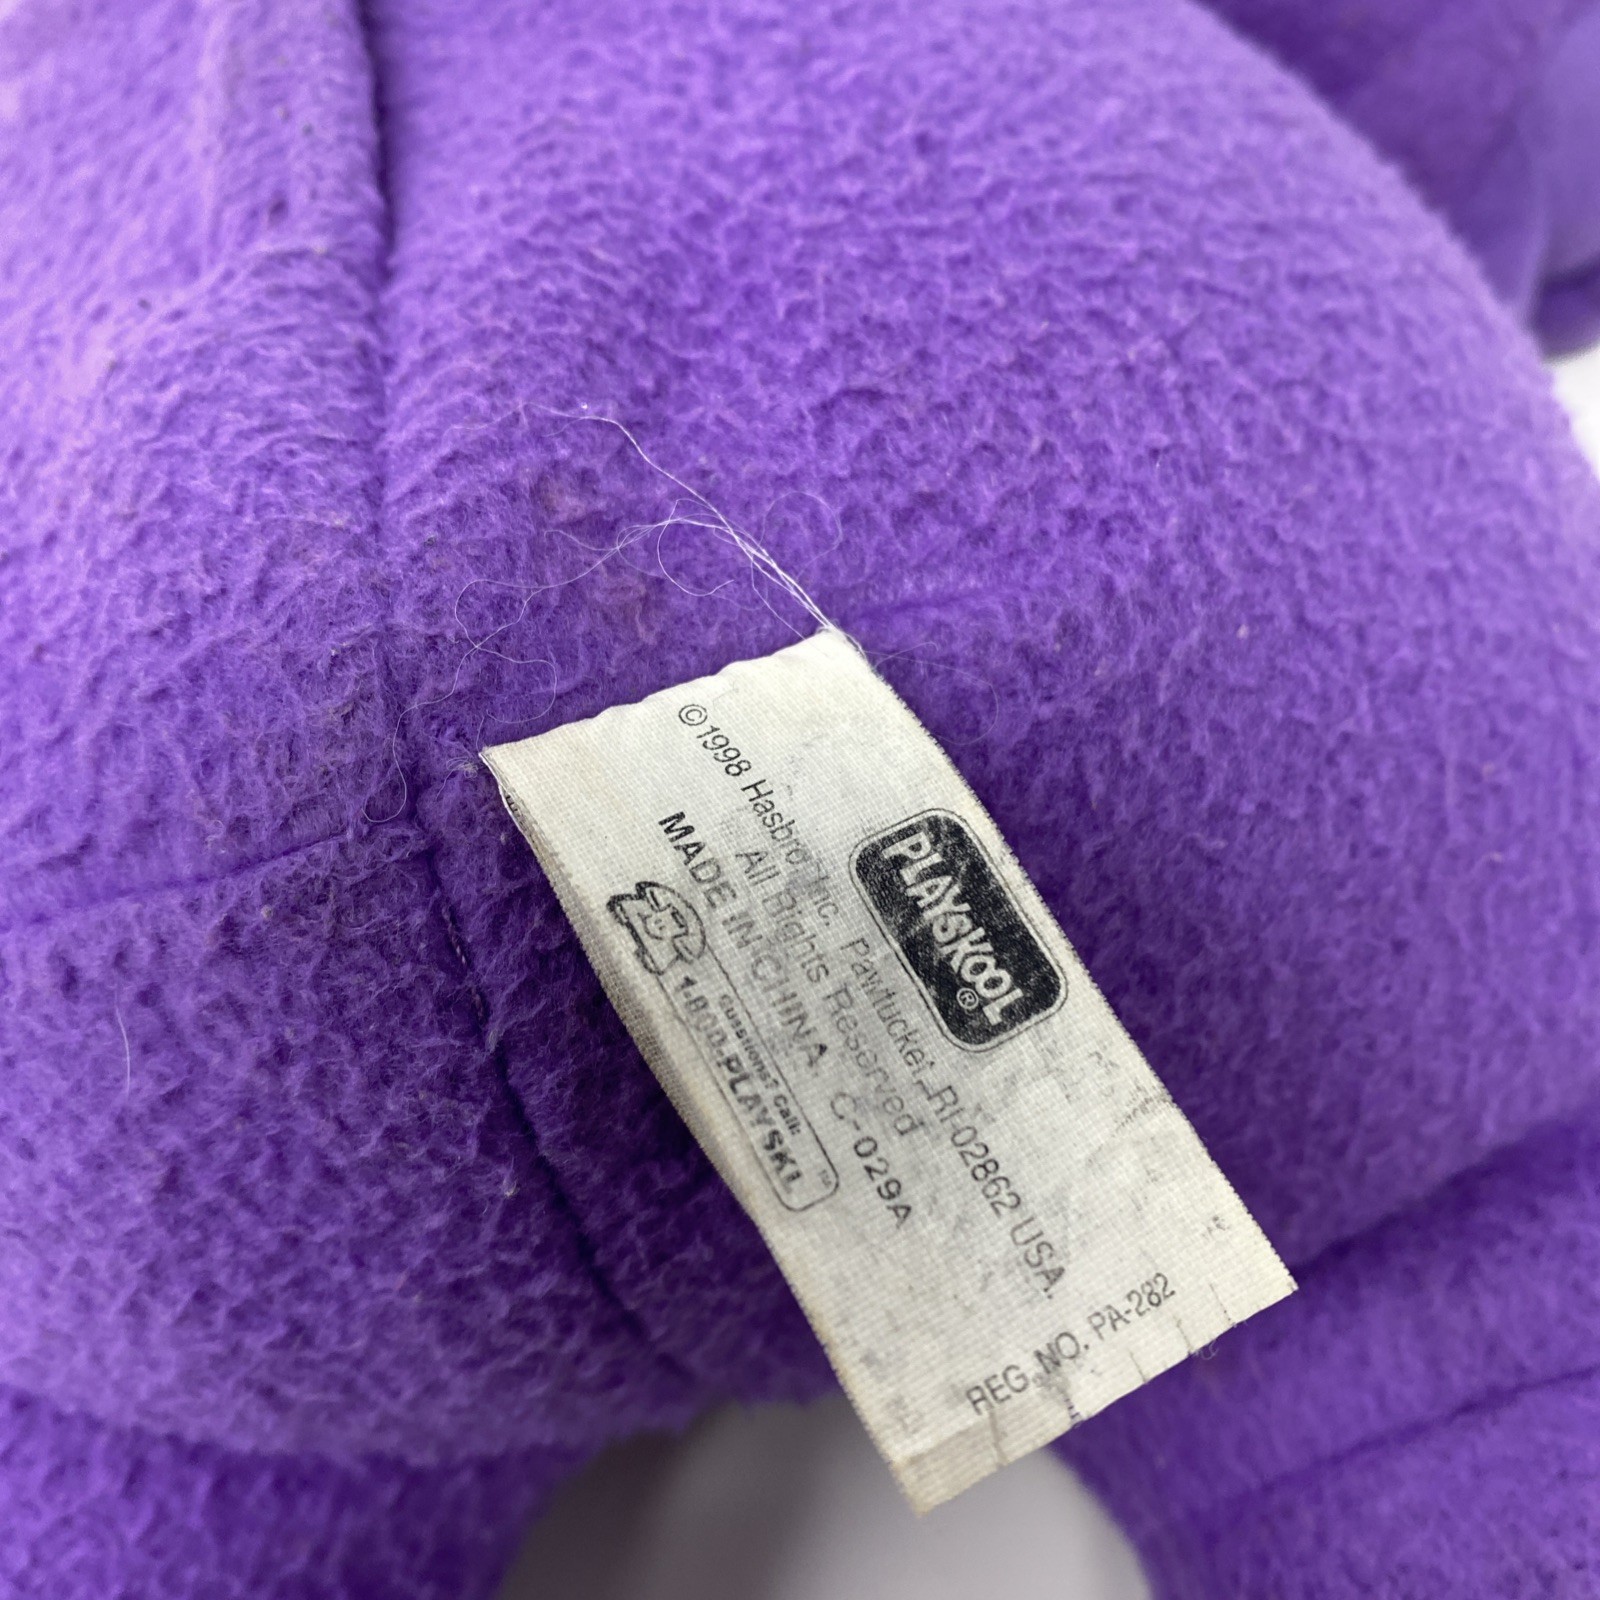 PLAYSKOOL®
©1998 Hasbro, Inc. Pawtucket, RI 02862 USA.
All Rights Reserved
MADE IN CHINA C-029A
Questions? Call:
1-800-PLAYSKL™
REG. NO. PA-282